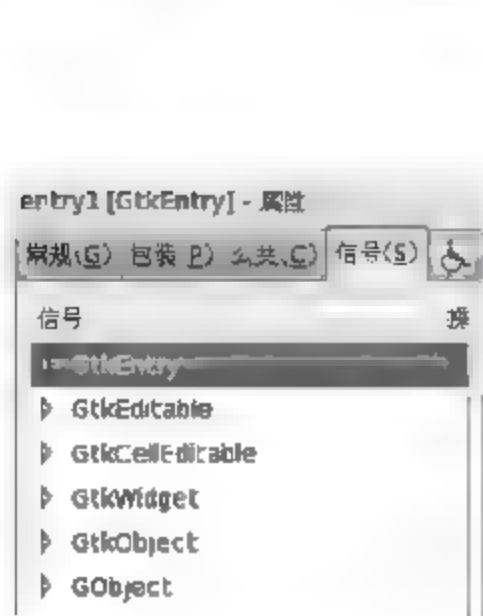 entry1 [GtkEntry] - 属性
常规(G) 包装(P) 公共(C) 信号(S)
信号 操
GtkEntry
GtkEditable
GtkCellEditable
GtkWidget
GtkObject
GObject